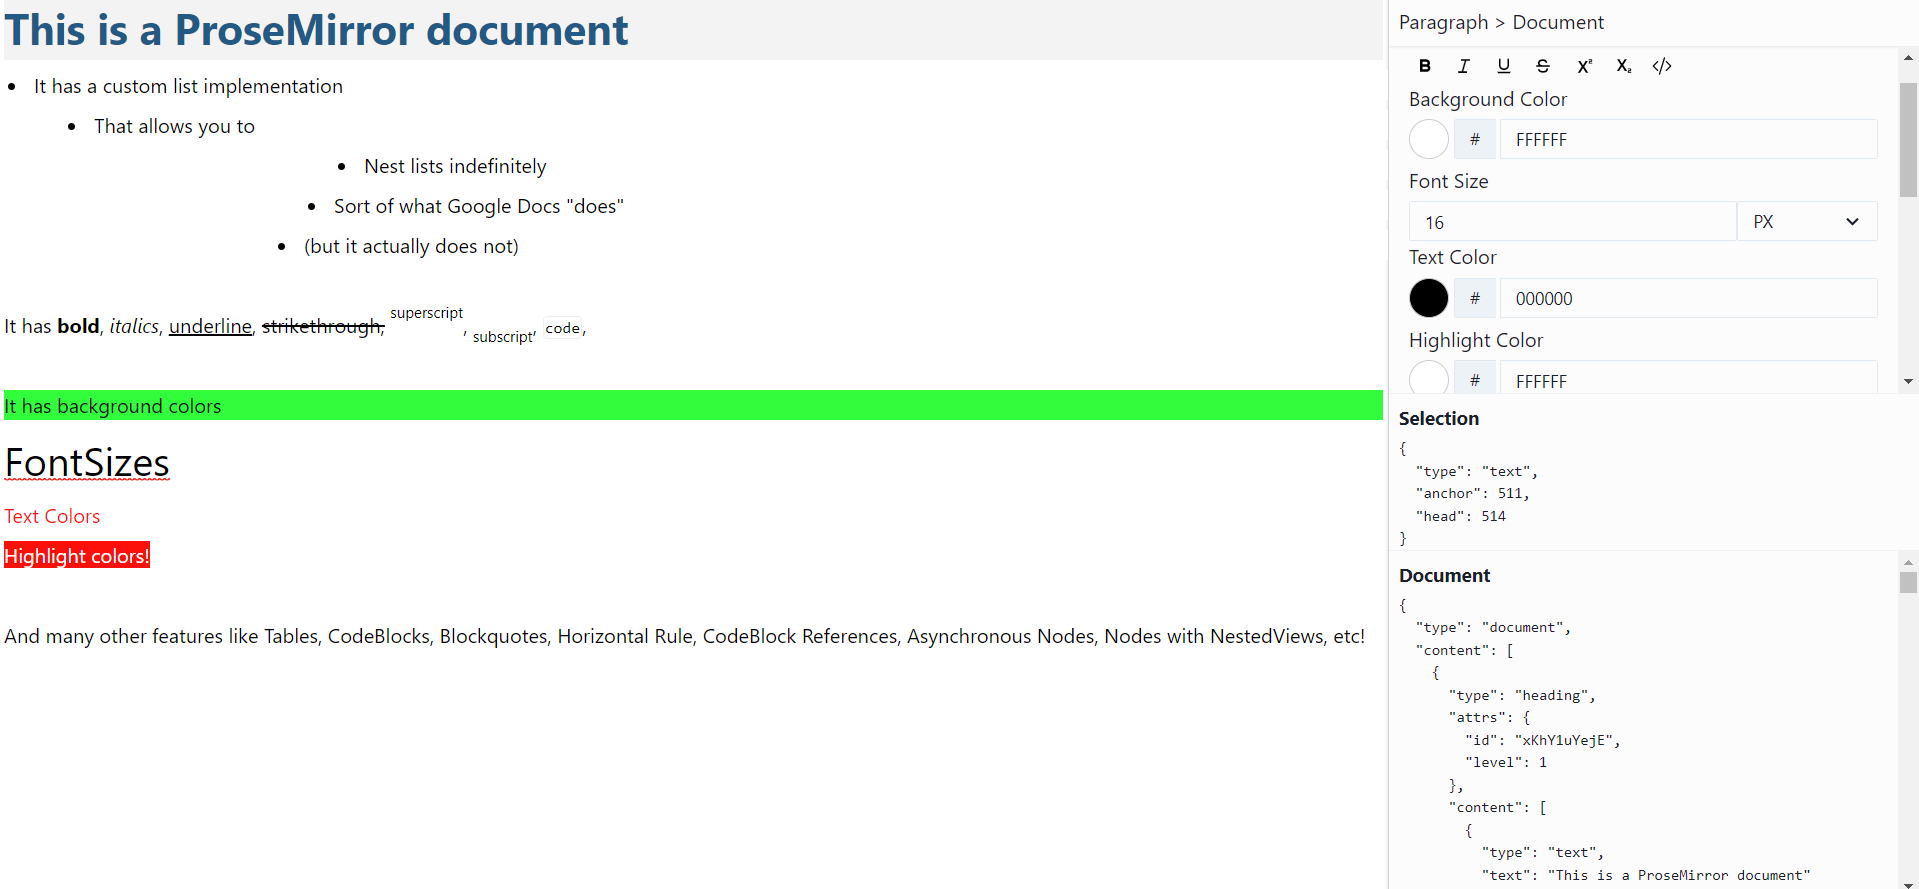 This is a ProseMirror document
• It has a custom list implementation
• That allows you to
• Nest lists indefinitely
• Sort of what Google Docs "does"
• (but it actually does not)
It has bold, italics, underline, strikethrough, superscript, subscript, code,
It has background colors
FontSizes
Text Colors
Highlight colors!
And many other features like Tables, CodeBlocks, Blockquotes, Horizontal Rule, CodeBlock References, Asynchronous Nodes, Nodes with NestedViews, etc!
Paragraph > Document
B I U S X² X₂ </>
Background Color
# FFFFFF
Font Size
16 PX
Text Color
# 000000
Highlight Color
# FFFFFF
Selection
{
"type": "text",
"anchor": 511,
"head": 514
}
Document
{
"type": "document",
"content": [
{
"type": "heading",
"attrs": {
"id": "xKhY1uYejE",
"level": 1
},
"content": [
{
"type": "text",
"text": "This is a ProseMirror document"